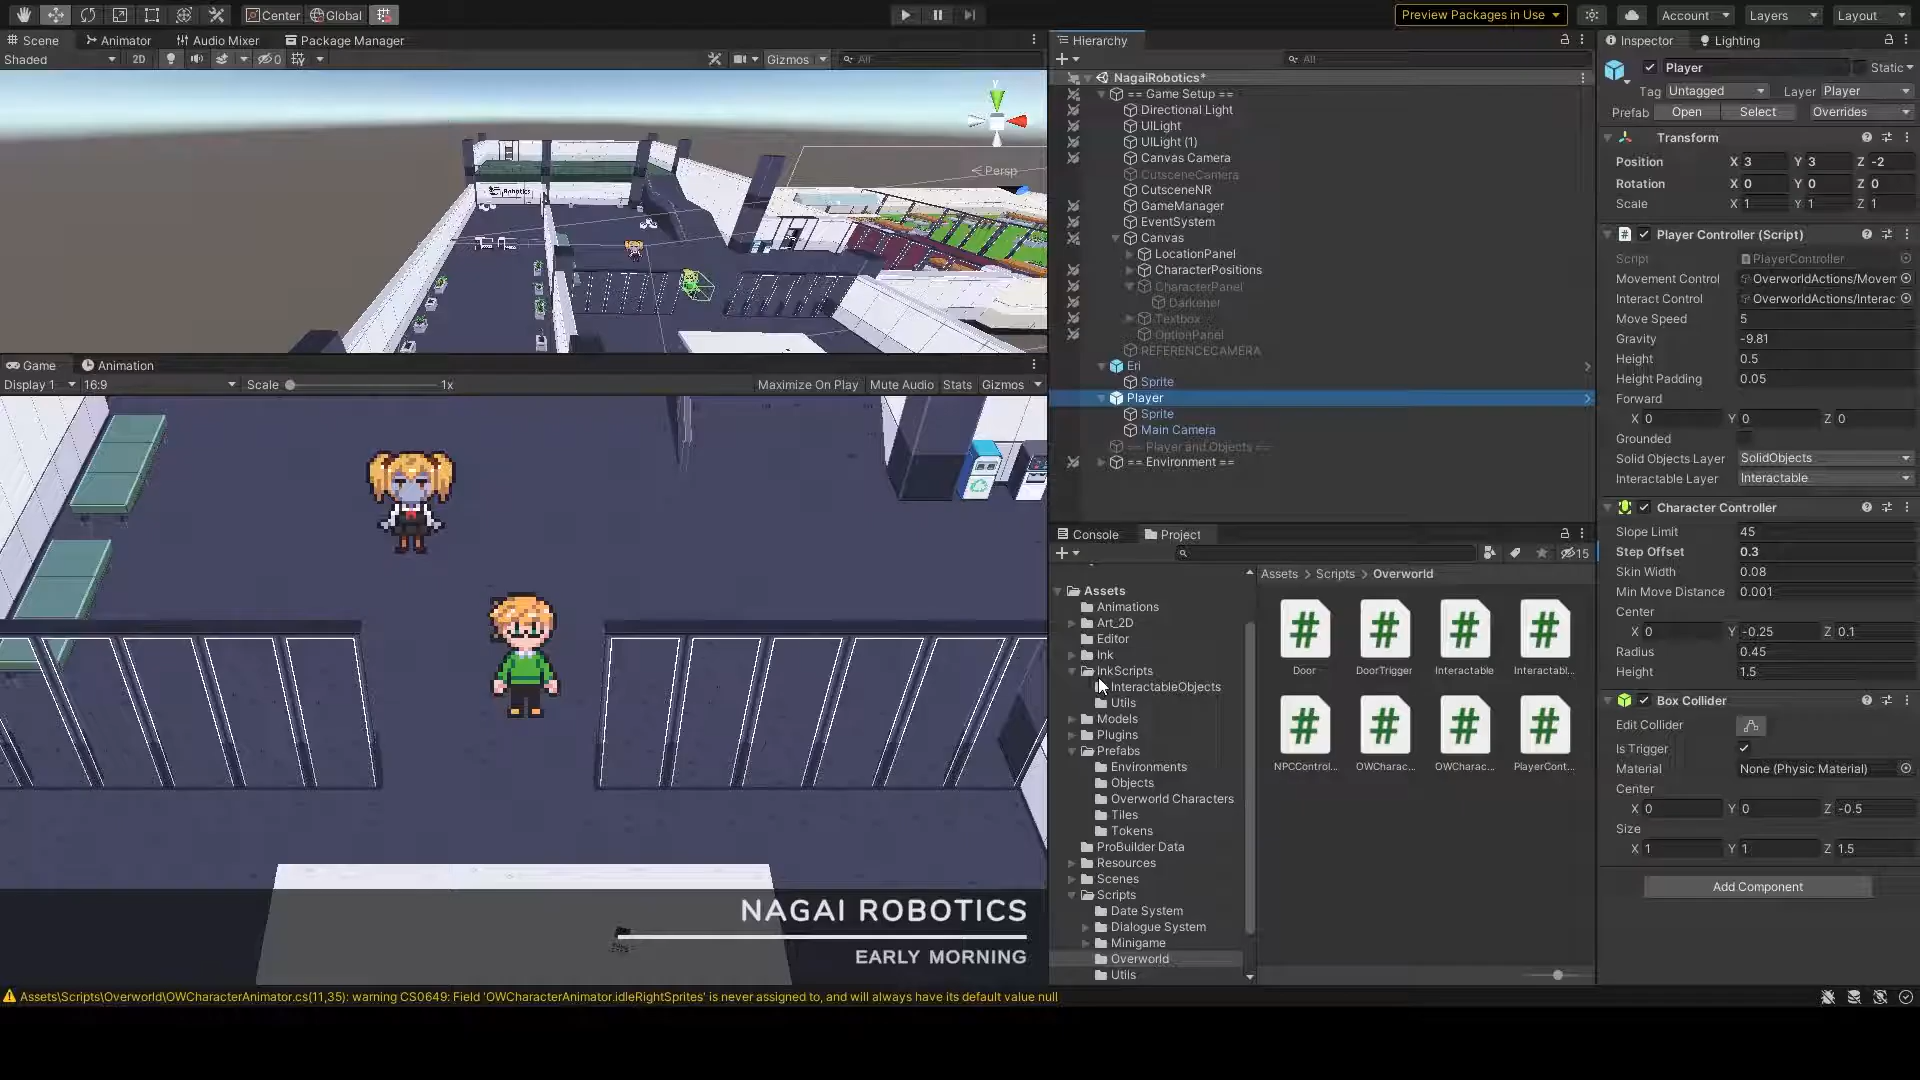 Center
Global
Preview Packages in Use
Account
Layers
Layout
Scene
Animator
Audio Mixer
Package Manager
Shaded
2D
0
Gizmos
All
y
Persp
Robotics
Game
Animation
Display 1
16:9
Scale
1x
Maximize On Play
Mute Audio
Stats
Gizmos
NAGAI ROBOTICS
EARLY MORNING
Hierarchy
All
NagaiRobotics*
== Game Setup ==
Directional Light
UILight
UILight (1)
Canvas Camera
CutsceneCamera
CutsceneNR
GameManager
EventSystem
Canvas
LocationPanel
CharacterPositions
CharacterPanel
Darkener
Textbox
OptionPanel
REFERENCECAMERA
Eri
Sprite
Player
Sprite
Main Camera
== Player and Objects ==
== Environment ==
Console
Project
15
Assets
Animations
Art_2D
Editor
Ink
InkScripts
InteractableObjects
Utils
Models
Plugins
Prefabs
Environments
Objects
Overworld Characters
Tiles
Tokens
ProBuilder Data
Resources
Scenes
Scripts
Date System
Dialogue System
Minigame
Overworld
Utils
Assets > Scripts > Overworld
Door
DoorTrigger
Interactable
Interactabl...
NPCControl...
OWCharac...
OWCharac...
PlayerCont...
Inspector
Lighting
Player
Static
Tag Untagged
Layer Player
Prefab
Open
Select
Overrides
Transform
Position X 3 Y 3 Z -2
Rotation X 0 Y 0 Z 0
Scale X 1 Y 1 Z 1
Player Controller (Script)
Script PlayerController
Movement Control OverworldActions/Movem
Interact Control OverworldActions/Interac
Move Speed 5
Gravity -9.81
Height 0.5
Height Padding 0.05
Forward
X 0 Y 0 Z 0
Grounded
Solid Objects Layer SolidObjects
Interactable Layer Interactable
Character Controller
Slope Limit 45
Step Offset 0.3
Skin Width 0.08
Min Move Distance 0.001
Center
X 0 Y -0.25 Z 0.1
Radius 0.45
Height 1.5
Box Collider
Edit Collider
Is Trigger
Material None (Physic Material)
Center
X 0 Y 0 Z -0.5
Size
X 1 Y 1 Z 1.5
Add Component
Assets\Scripts\Overworld\OWCharacterAnimator.cs(11,35): warning CS0649: Field 'OWCharacterAnimator.idleRightSprites' is never assigned to, and will always have its default value null